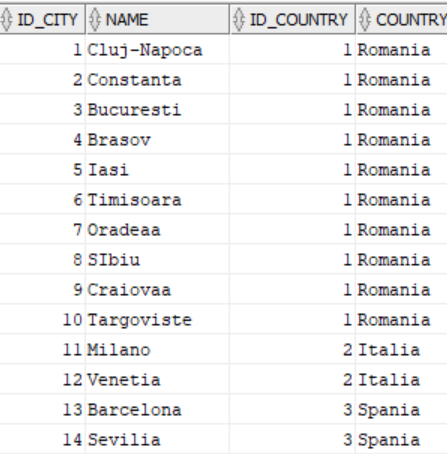 ID_CITY NAME ID_COUNTRY COUNTRY
1 Cluj-Napoca 1 Romania
2 Constanta 1 Romania
3 Bucuresti 1 Romania
4 Brasov 1 Romania
5 Iasi 1 Romania
6 Timisoara 1 Romania
7 Oradeaa 1 Romania
8 SIbiu 1 Romania
9 Craiovaa 1 Romania
10 Targoviste 1 Romania
11 Milano 2 Italia
12 Venetia 2 Italia
13 Barcelona 3 Spania
14 Sevilia 3 Spania